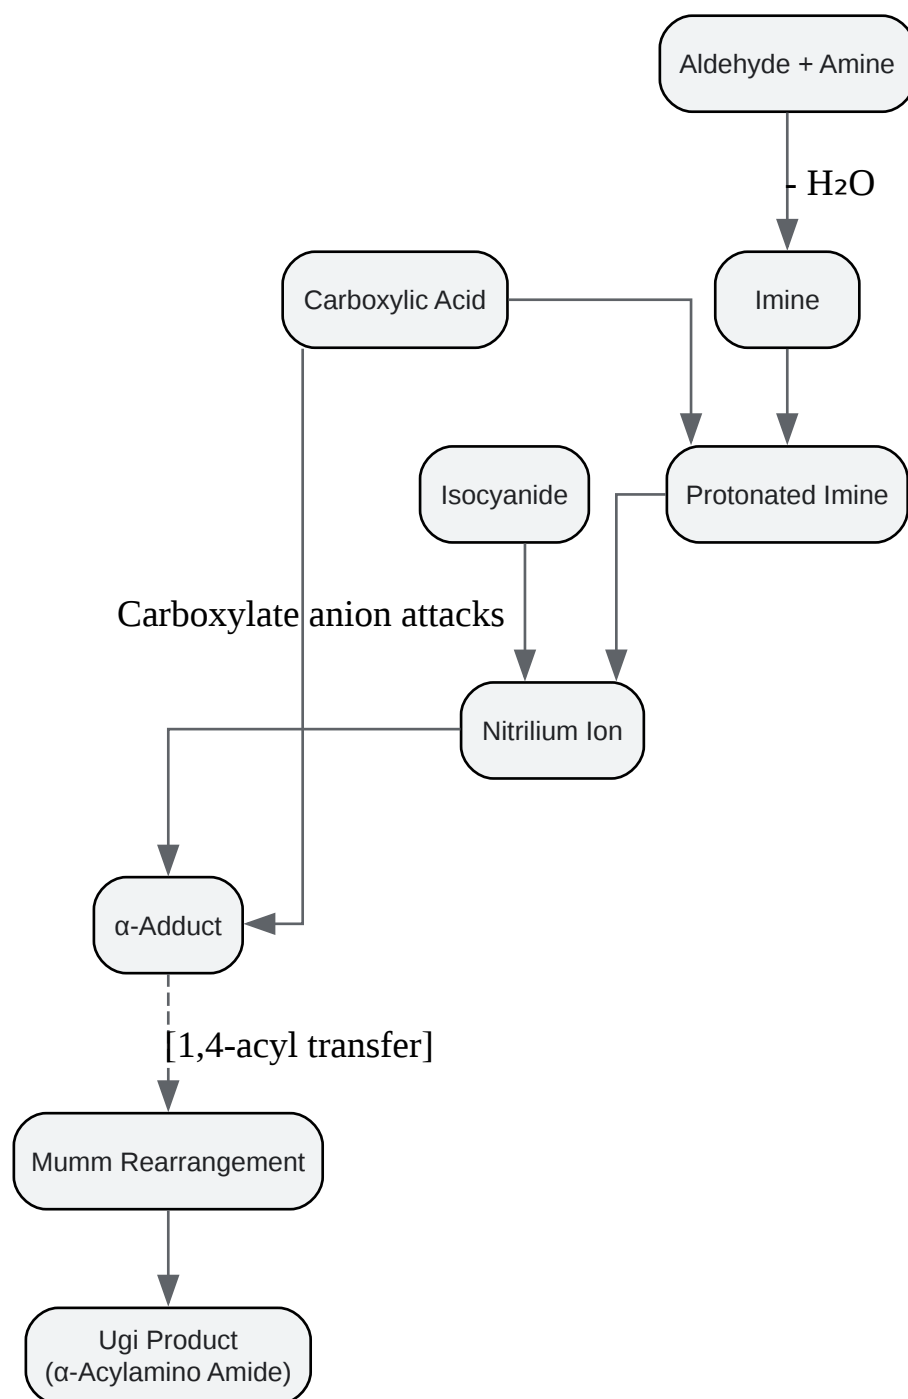 Aldehyde + Amine
- H₂O
Carboxylic Acid
Imine
Isocyanide
Protonated Imine
Carboxylate anion attacks
Nitrilium Ion
α-Adduct
[1,4-acyl transfer]
Mumm Rearrangement
Ugi Product
(α-Acylamino Amide)